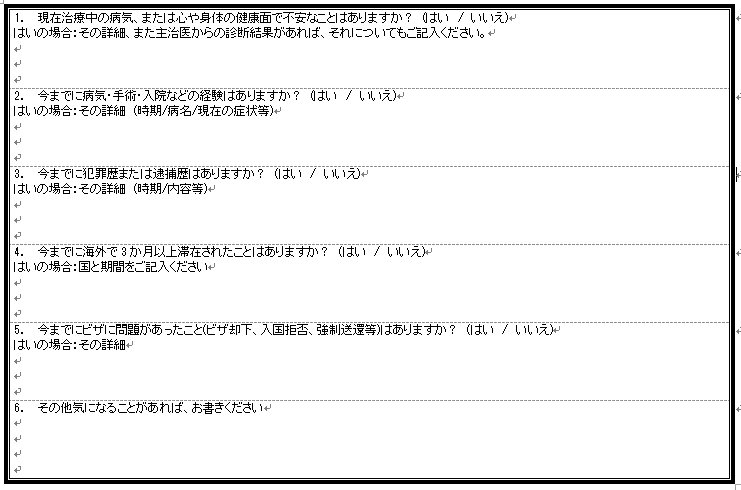 1. 現在治療中の病気、または心や身体の健康面で不安なことはありますか？ （はい / いいえ）
はいの場合：その詳細、また主治医からの診断結果があれば、それについてもご記入ください。
2. 今までに病気・手術・入院などの経験はありますか？ （はい / いいえ）
はいの場合：その詳細 （時期/病名/現在の症状等）
3. 今までに犯罪歴または逮捕歴はありますか？ （はい / いいえ）
はいの場合：その詳細 （時期/内容等）
4. 今までに海外で3か月以上滞在されたことはありますか？ （はい / いいえ）
はいの場合：国と期間をご記入ください
5. 今までにビザに問題があったこと(ビザ却下、入国拒否、強制送還等)はありますか？ （はい / いいえ）
はいの場合：その詳細
6. その他気になることがあれば、お書きください